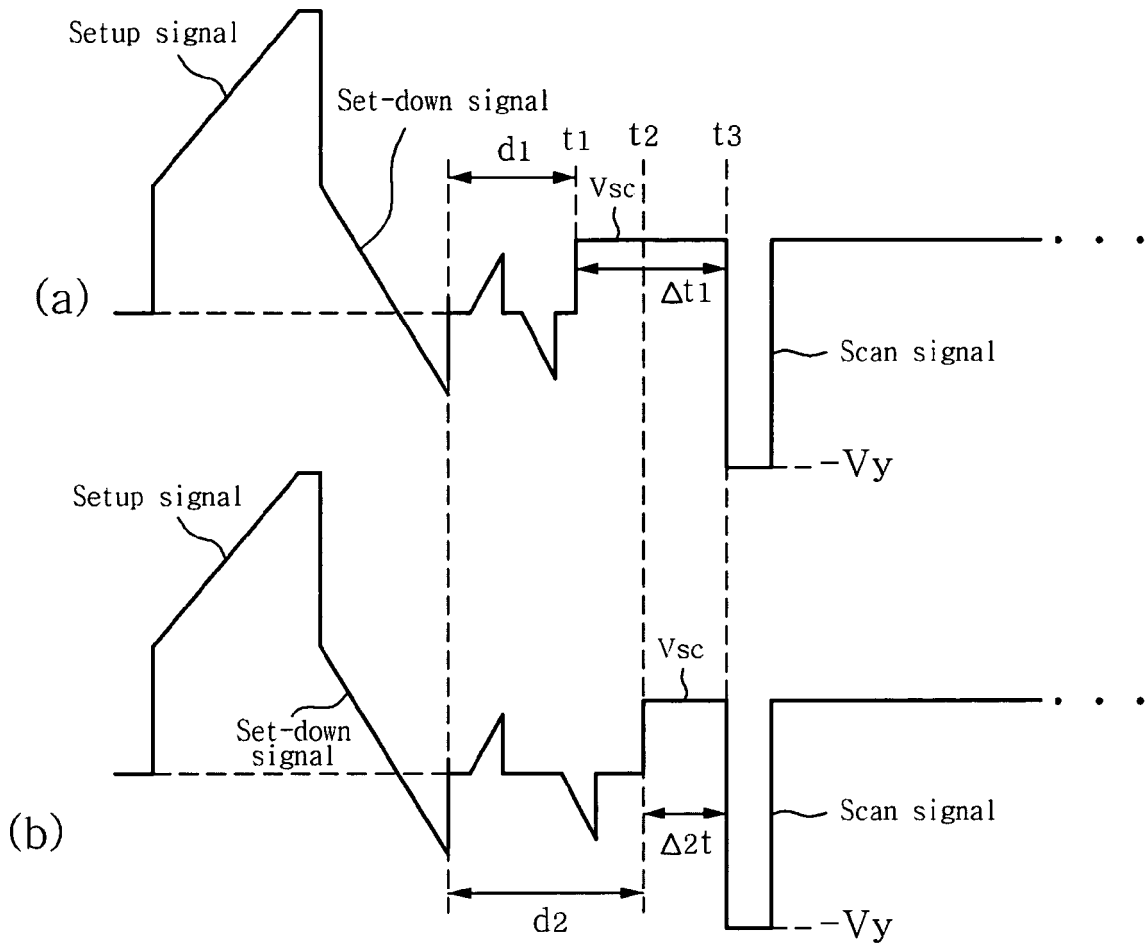 Setup signal
Set-down signal
d1
t1
t2
t3
Vsc
(a)
Δt1
Scan signal
-Vy
Setup signal
Vsc
Set-down
signal
(b)
Scan signal
Δ2t
d2
-Vy